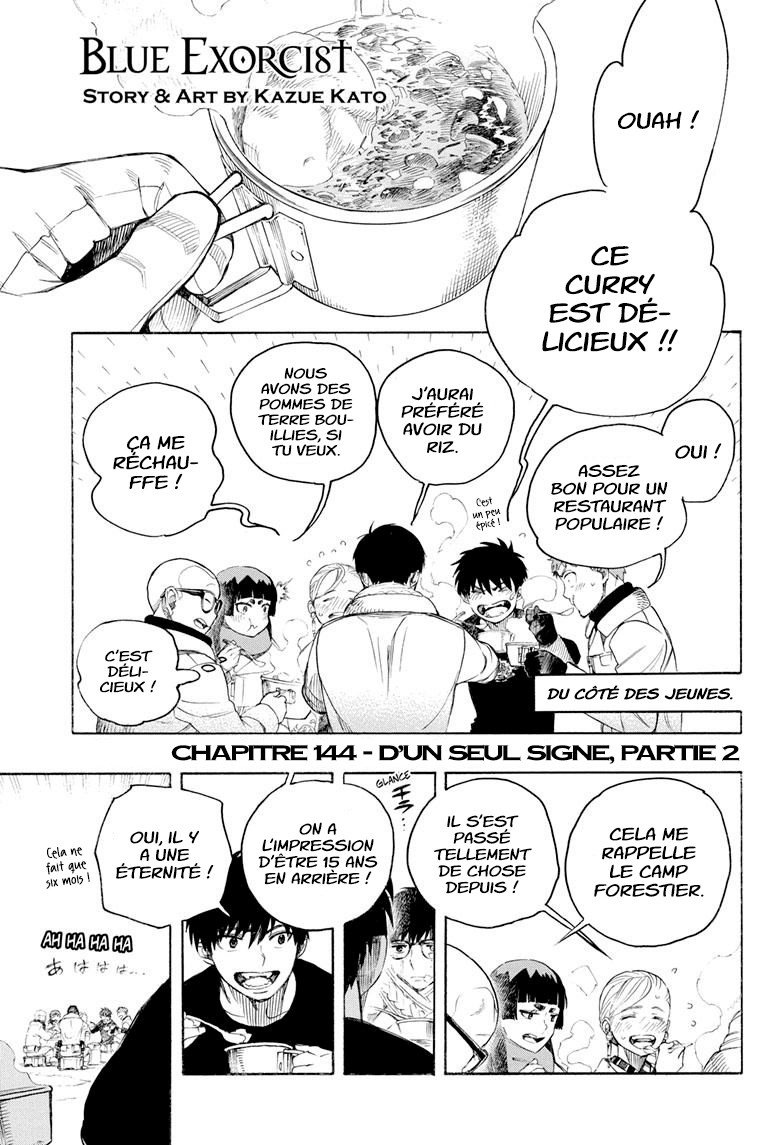 BLUE EXORCIST
STORY & ART BY KAZUE KATO
OUAH !
CE
CURRY
EST DÉ-
LICIEUX !!
OUI !
ASSEZ
BON POUR UN
RESTAURANT
POPULAIRE !
J'AURAI
PRÉFÉRÉ
AVOIR DU
RIZ.
C'est
un peu
épicé !
NOUS
AVONS DES
POMMES DE
TERRE BOU-
ILLIES, SI
TU VEUX.
ÇA ME
RÉCHAU-
FFE !
C'EST
DÉLI-
CIEUX !
DU CÔTÉ DES JEUNES.
CHAPITRE 144 - D'UN SEUL SIGNE, PARTIE 2
CELA ME
RAPPELLE
LE CAMP
FORESTIER.
IL S'EST
PASSÉ
TELLEMENT
DE CHOSE
DEPUIS !
GLANCE
チラ
ON A
L'IMPRESSION
D'ÊTRE 15 ANS
EN ARRIÈRE !
OUI, IL Y
A UNE
ÉTERNITÉ !
Cela ne
fait que
six mois !
AH HA HA HA
あはははは...